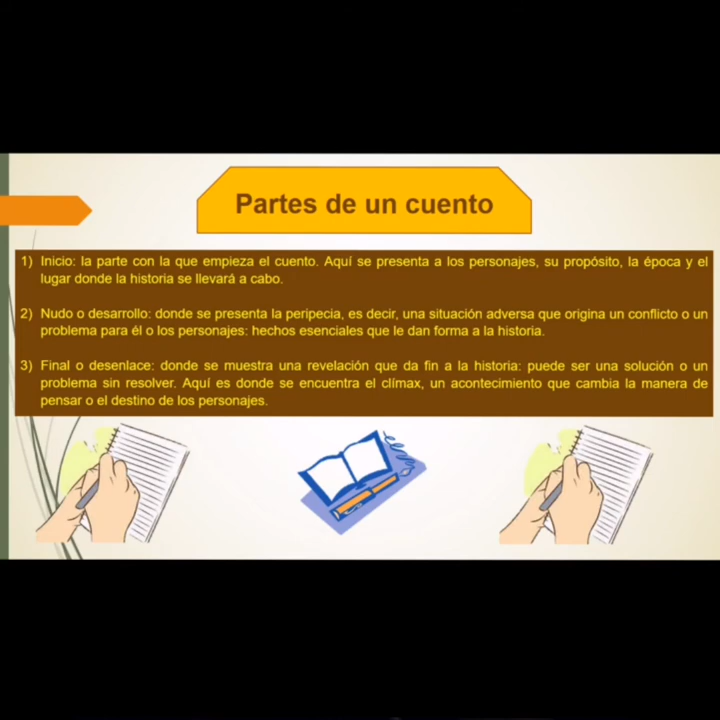 Partes de un cuento
1) Inicio: la parte con la que empieza el cuento. Aquí se presenta a los personajes, su propósito, la época y el
lugar donde la historia se llevará a cabo.
2) Nudo o desarrollo: donde se presenta la peripecia, es decir, una situación adversa que origina un conflicto o un
problema para él o los personajes: hechos esenciales que le dan forma a la historia.
3) Final o desenlace: donde se muestra una revelación que da fin a la historia: puede ser una solución o un
problema sin resolver. Aquí es donde se encuentra el clímax, un acontecimiento que cambia la manera de
pensar o el destino de los personajes.